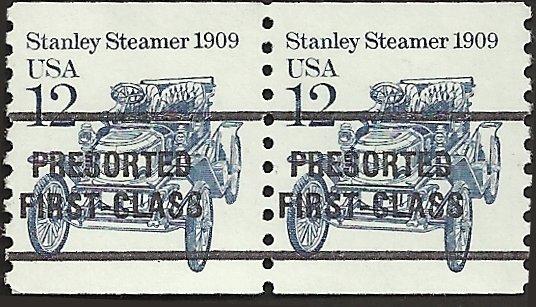 Stanley Steamer 1909
USA
12
PRESORTED
FIRST-CLASS
Stanley Steamer 1909
USA
12
PRESORTED
FIRST-CLASS